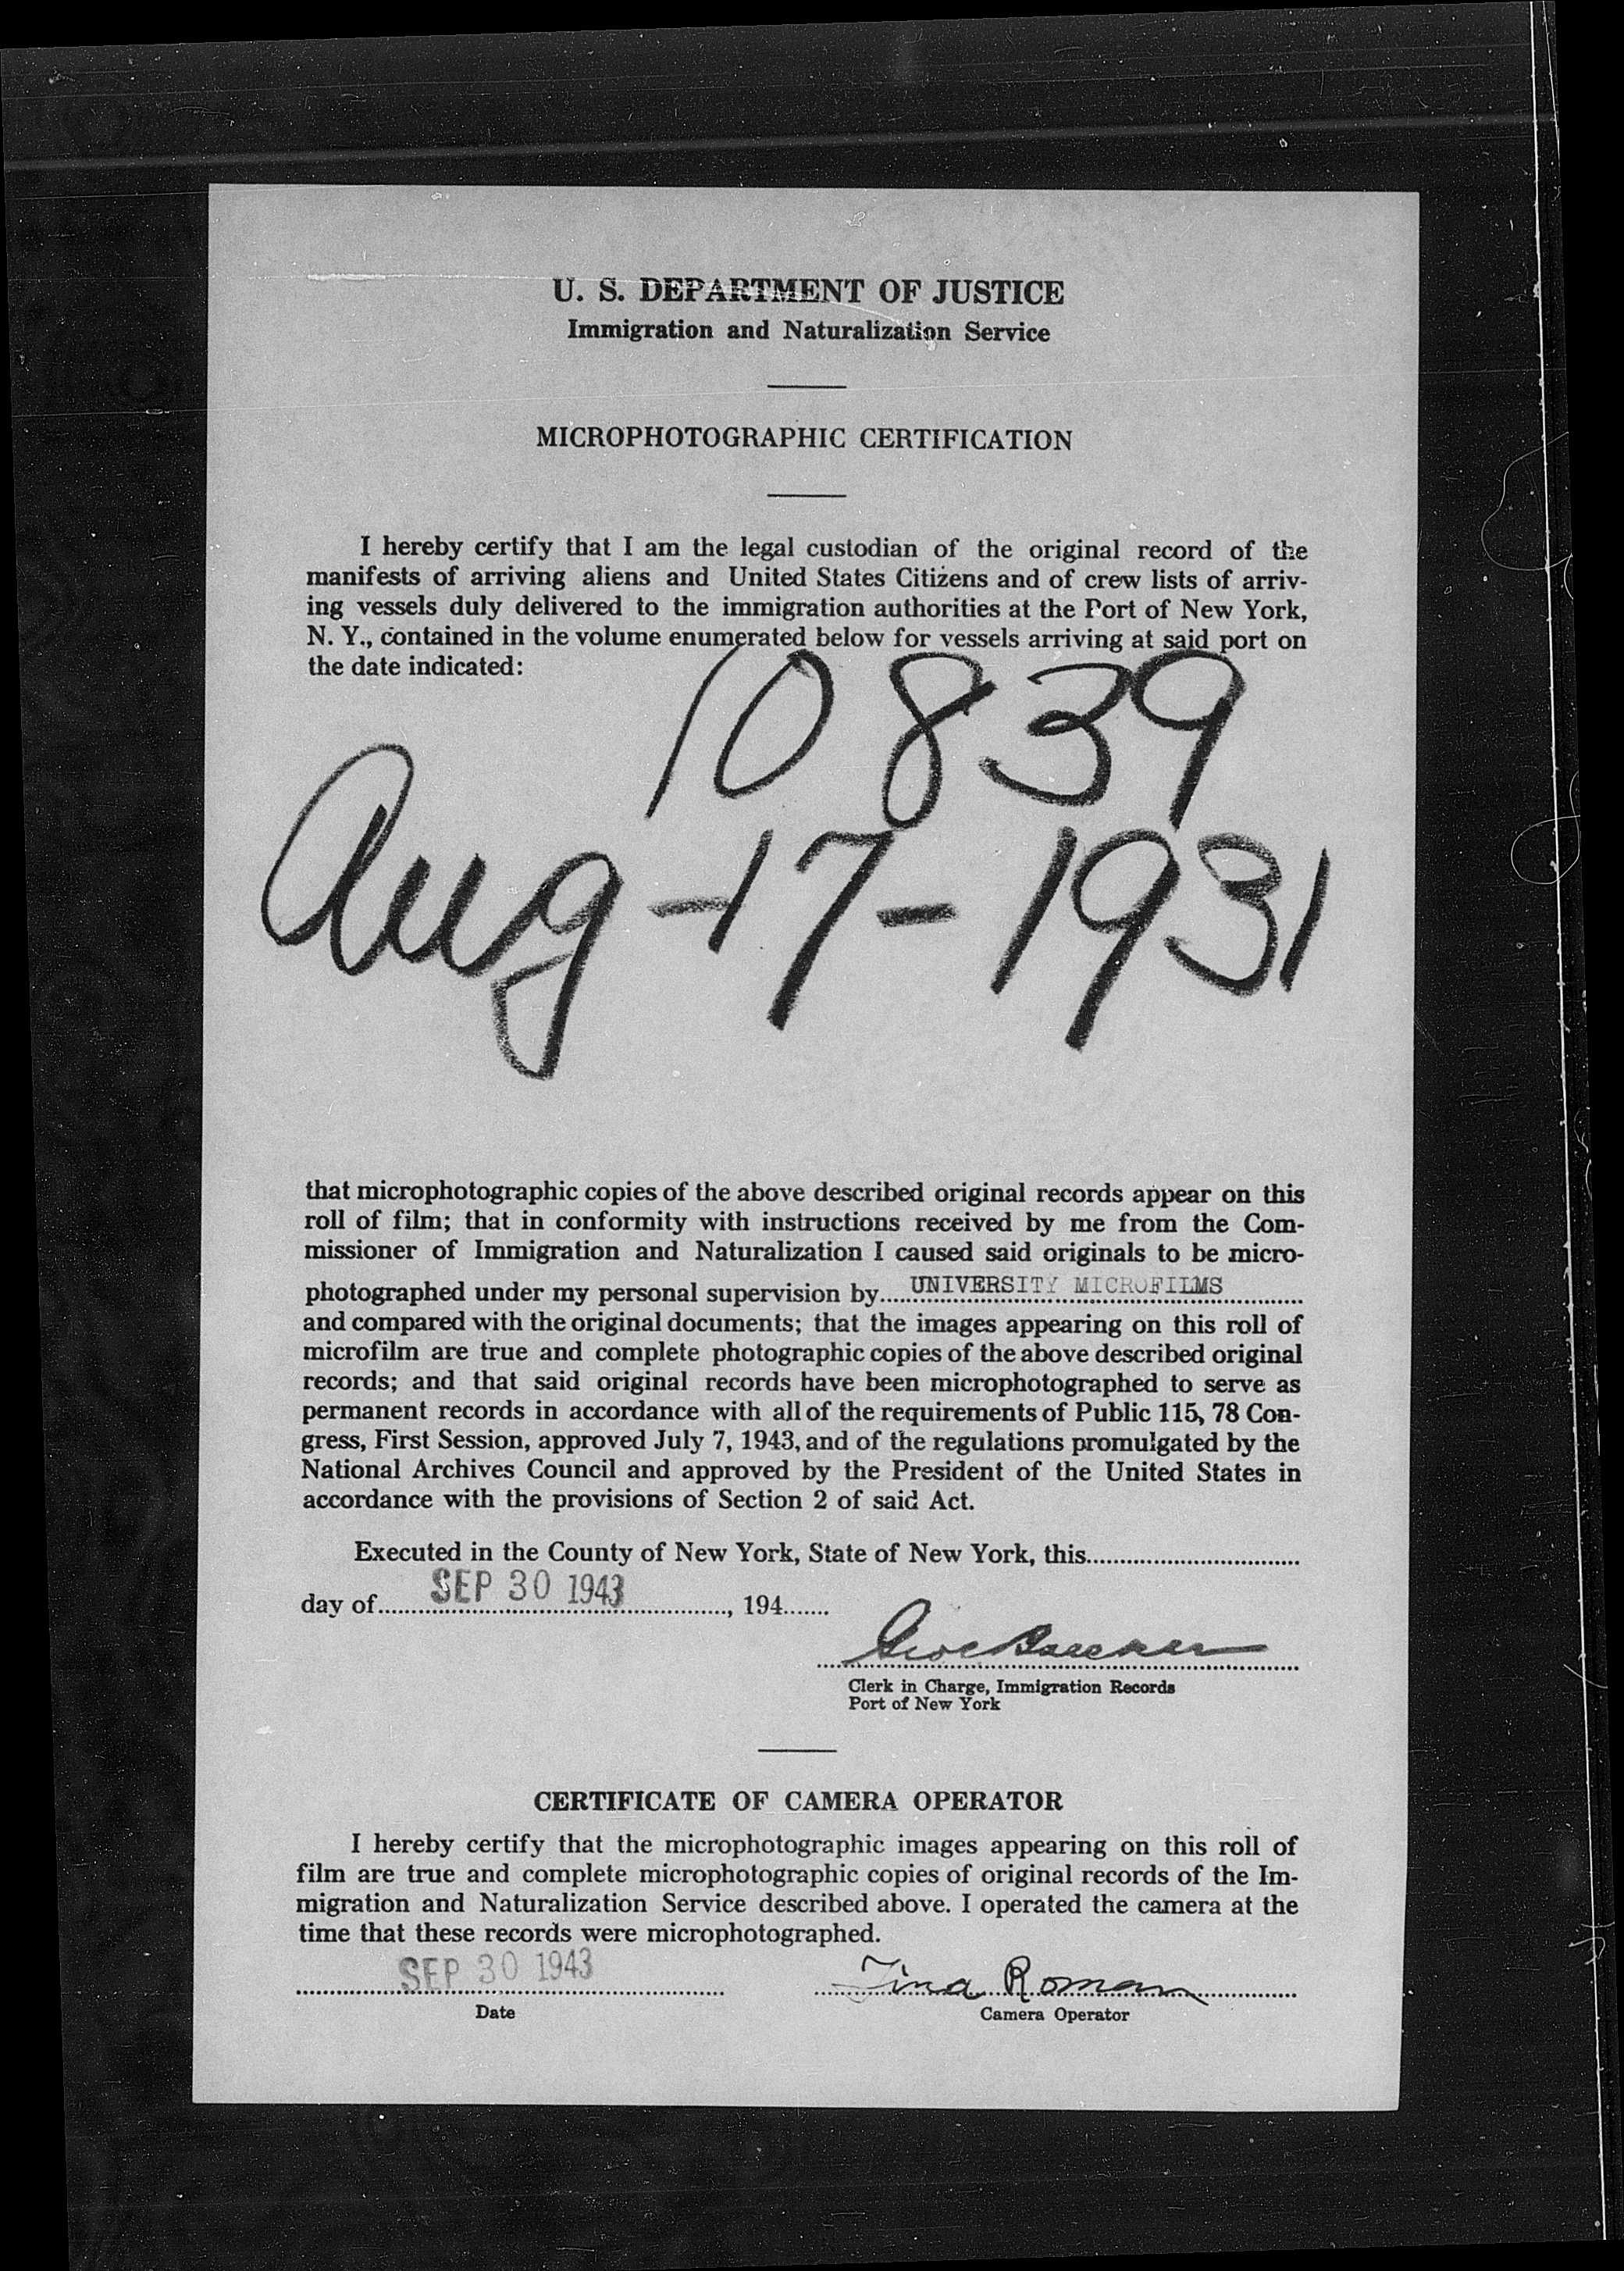 U. S. DEPARTMENT OF JUSTICE
Immigration and Naturalization Service
MICROPHOTOGRAPHIC CERTIFICATION
I hereby certify that I am the legal custodian of the original record of the
manifests of arriving aliens and United States Citizens and of crew lists of arriv-
ing vessels duly delivered to the immigration authorities at the Port of New York,
N. Y., contained in the volume enumerated below for vessels arriving at said port on
the date indicated:
10839
Aug-17-1931
that microphotographic copies of the above described original records appear on this
roll of film; that in conformity with instructions received by me from the Com-
missioner of Immigration and Naturalization I caused said originals to be micro-
photographed under my personal supervision by UNIVERSITY MICROFILMS
and compared with the original documents; that the images appearing on this roll of
microfilm are true and complete photographic copies of the above described original
records; and that said original records have been microphotographed to serve as
permanent records in accordance with all of the requirements of Public 115, 78 Con-
gress, First Session, approved July 7, 1943, and of the regulations promulgated by the
National Archives Council and approved by the President of the United States in
accordance with the provisions of Section 2 of said Act.
Executed in the County of New York, State of New York, this
day of SEP 30 1943, 194
Clerk in Charge, Immigration Records
Port of New York
CERTIFICATE OF CAMERA OPERATOR
I hereby certify that the microphotographic images appearing on this roll of
film are true and complete microphotographic copies of original records of the Im-
migration and Naturalization Service described above. I operated the camera at the
time that these records were microphotographed.
SEP 30 1943 Tina Roman
Date Camera Operator